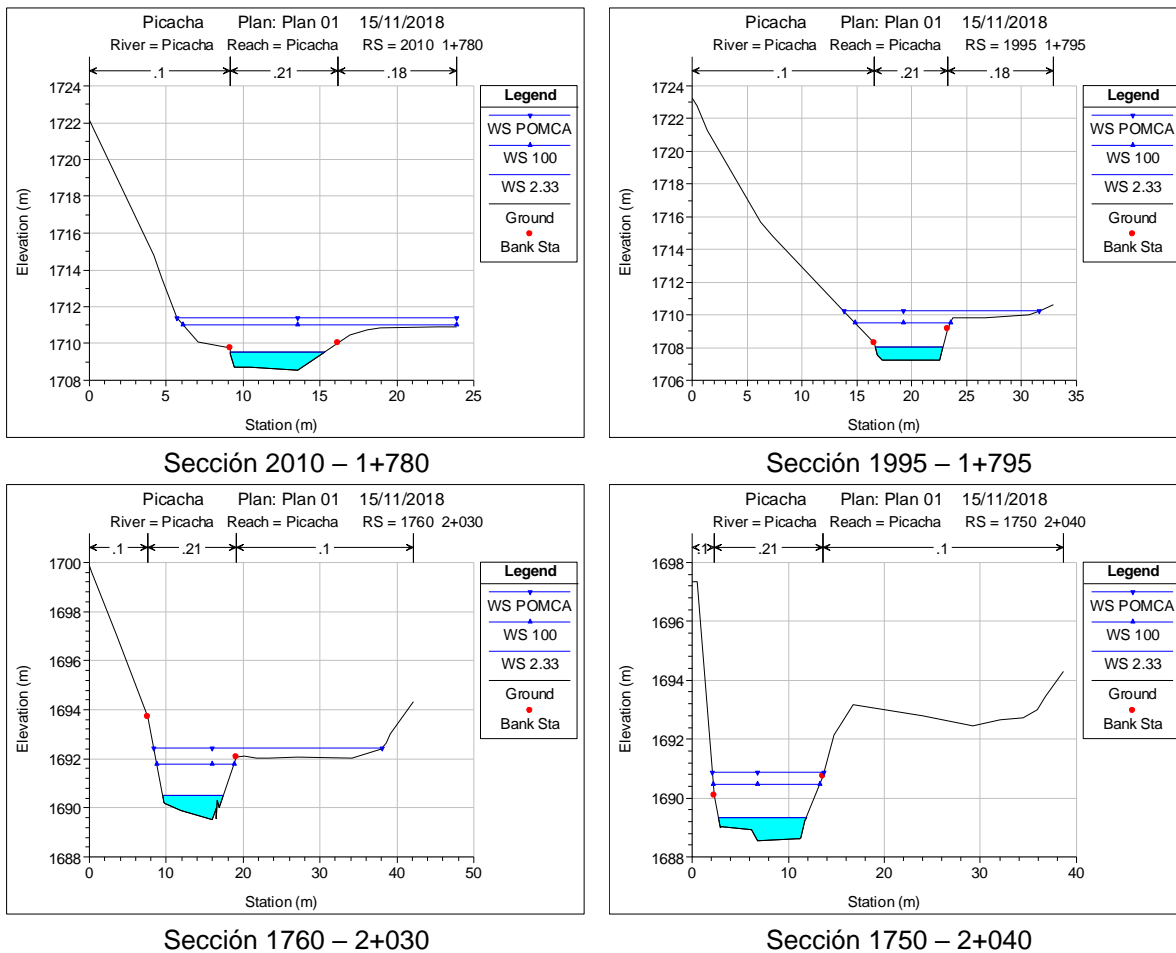 Picacha Plan: Plan 01 15/11/2018
River = Picacha Reach = Picacha RS = 2010 1+780
.1 .21 .18
Legend
WS POMCA
WS 100
WS 2.33
Ground
Bank Sta
Elevation (m)
1724
1722
1720
1718
1716
1714
1712
1710
1708
0 5 10 15 20 25
Station (m)
Sección 2010 – 1+780
Picacha Plan: Plan 01 15/11/2018
River = Picacha Reach = Picacha RS = 1995 1+795
.1 .21 .18
Legend
WS POMCA
WS 100
WS 2.33
Ground
Bank Sta
Elevation (m)
1724
1722
1720
1718
1716
1714
1712
1710
1708
1706
0 5 10 15 20 25 30 35
Station (m)
Sección 1995 – 1+795
Picacha Plan: Plan 01 15/11/2018
River = Picacha Reach = Picacha RS = 1760 2+030
.1 .21 .1
Legend
WS POMCA
WS 100
WS 2.33
Ground
Bank Sta
Elevation (m)
1700
1698
1696
1694
1692
1690
1688
0 10 20 30 40 50
Station (m)
Sección 1760 – 2+030
Picacha Plan: Plan 01 15/11/2018
River = Picacha Reach = Picacha RS = 1750 2+040
.1 .21 .1
Legend
WS POMCA
WS 100
WS 2.33
Ground
Bank Sta
Elevation (m)
1698
1696
1694
1692
1690
1688
0 10 20 30 40
Station (m)
Sección 1750 – 2+040